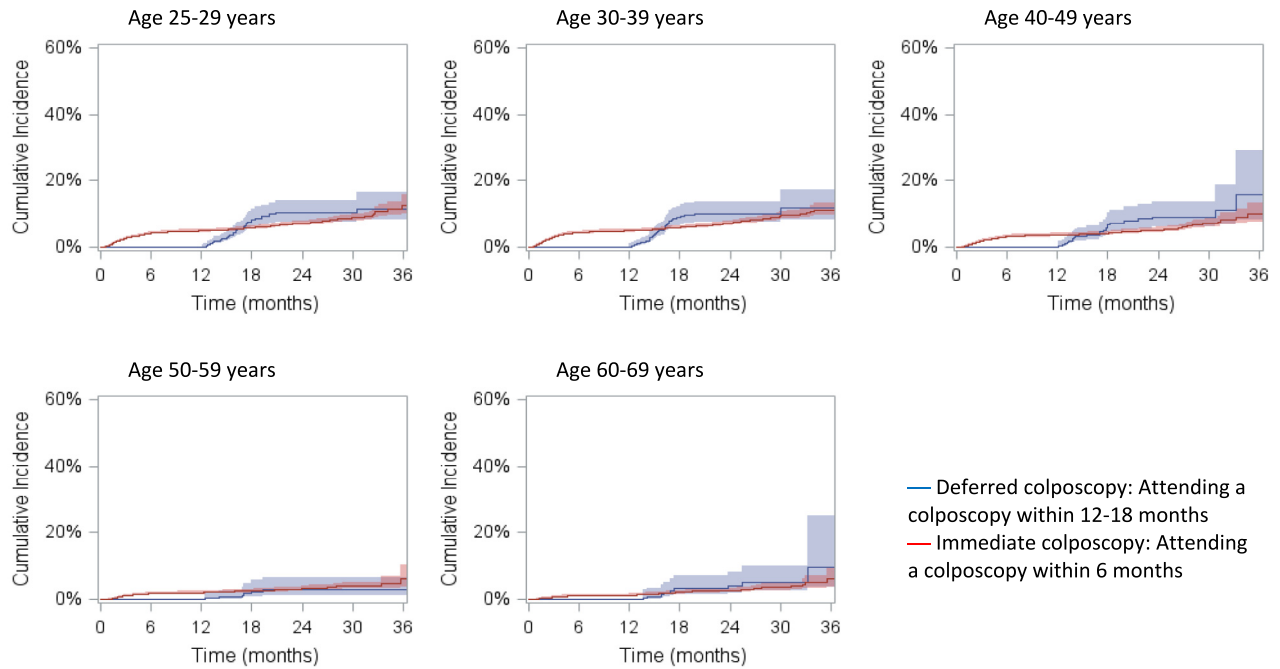 Age 25-29 years
Age 30-39 years
Age 40-49 years
60%
40%
20%
0%
Cumulative Incidence
0 6 12 18 24 30 36
Time (months)
60%
40%
20%
0%
Cumulative Incidence
0 6 12 18 24 30 36
Time (months)
60%
40%
20%
0%
Cumulative Incidence
0 6 12 18 24 30 36
Time (months)
Age 50-59 years
Age 60-69 years
60%
40%
20%
0%
Cumulative Incidence
0 6 12 18 24 30 36
Time (months)
60%
40%
20%
0%
Cumulative Incidence
0 6 12 18 24 30 36
Time (months)
Deferred colposcopy: Attending a
colposcopy within 12-18 months
Immediate colposcopy: Attending
a colposcopy within 6 months